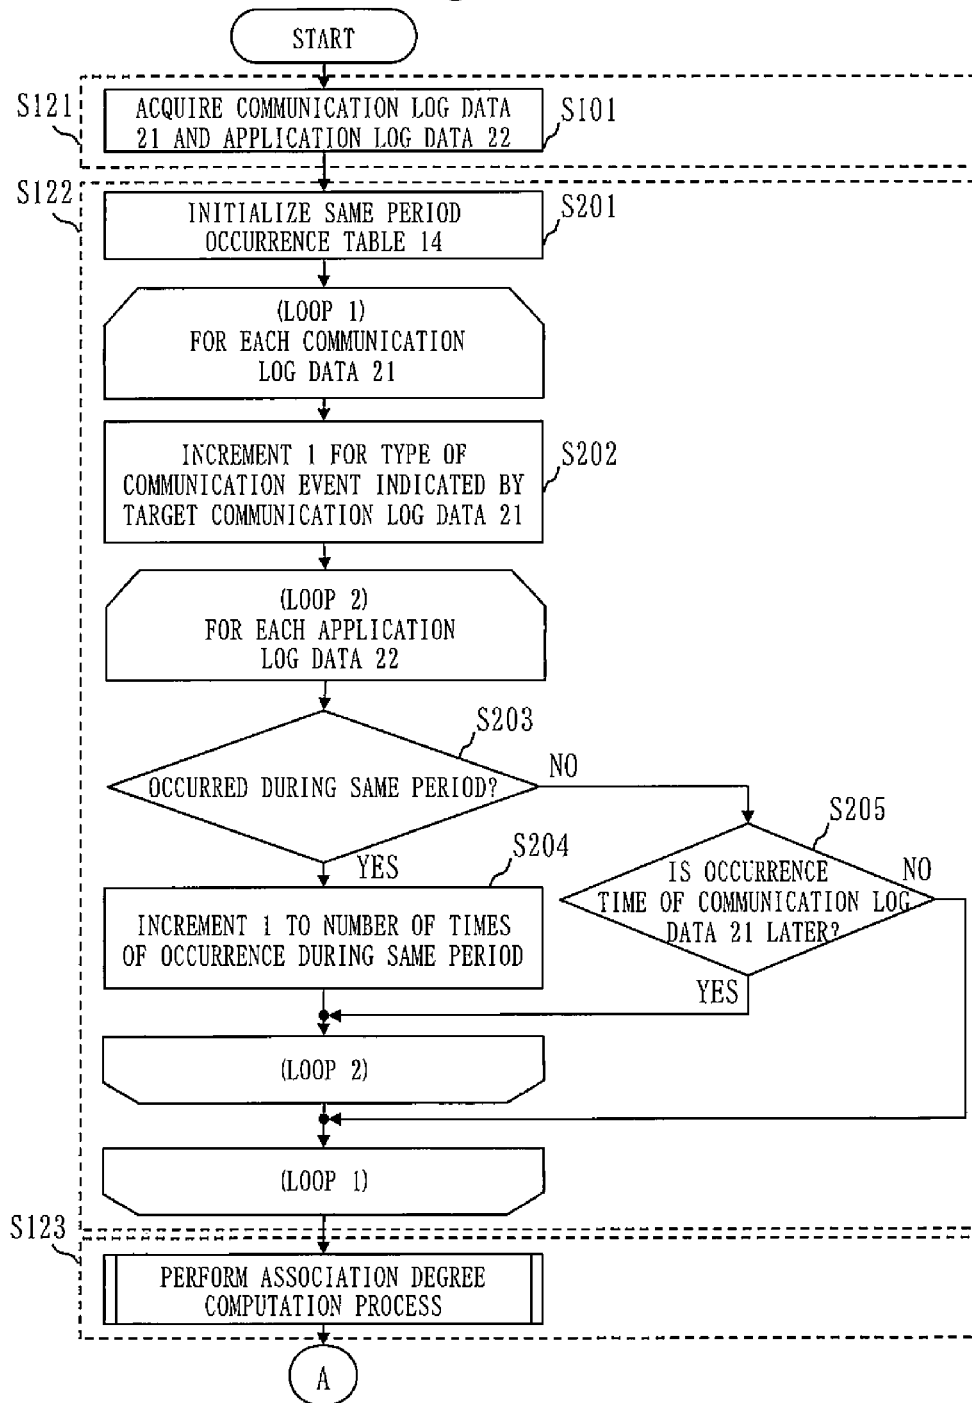 START
S121
ACQUIRE COMMUNICATION LOG DATA
21 AND APPLICATION LOG DATA 22
S101
S122
INITIALIZE SAME PERIOD
OCCURRENCE TABLE 14
S201
(LOOP 1)
FOR EACH COMMUNICATION
LOG DATA 21
INCREMENT 1 FOR TYPE OF
COMMUNICATION EVENT INDICATED BY
TARGET COMMUNICATION LOG DATA 21
S202
(LOOP 2)
FOR EACH APPLICATION
LOG DATA 22
S203
OCCURRED DURING SAME PERIOD?
NO
YES
S205
IS OCCURRENCE
TIME OF COMMUNICATION LOG
DATA 21 LATER?
NO
YES
S204
INCREMENT 1 TO NUMBER OF TIMES
OF OCCURRENCE DURING SAME PERIOD
(LOOP 2)
(LOOP 1)
S123
PERFORM ASSOCIATION DEGREE
COMPUTATION PROCESS
A